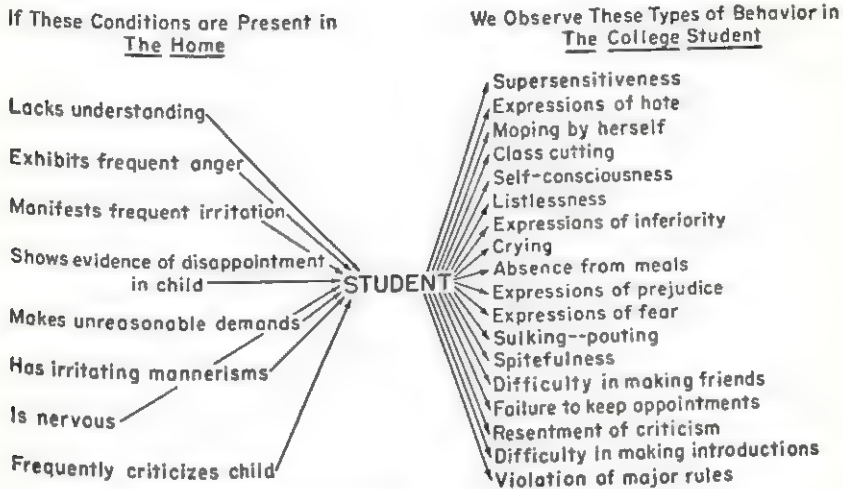 If These Conditions are Present in
The Home
Lacks understanding
Exhibits frequent anger
Manifests frequent irritation
Shows evidence of disappointment
in child
Makes unreasonable demands
Has irritating mannerisms
Is nervous
Frequently criticizes child
STUDENT
We Observe These Types of Behavior in
The College Student
Supersensitiveness
Expressions of hate
Moping by herself
Class cutting
Self-consciousness
Listlessness
Expressions of inferiority
Crying
Absence from meals
Expressions of prejudice
Expressions of fear
Sulking--pouting
Spitefulness
Difficulty in making friends
Failure to keep appointments
Resentment of criticism
Difficulty in making introductions
Violation of major rules